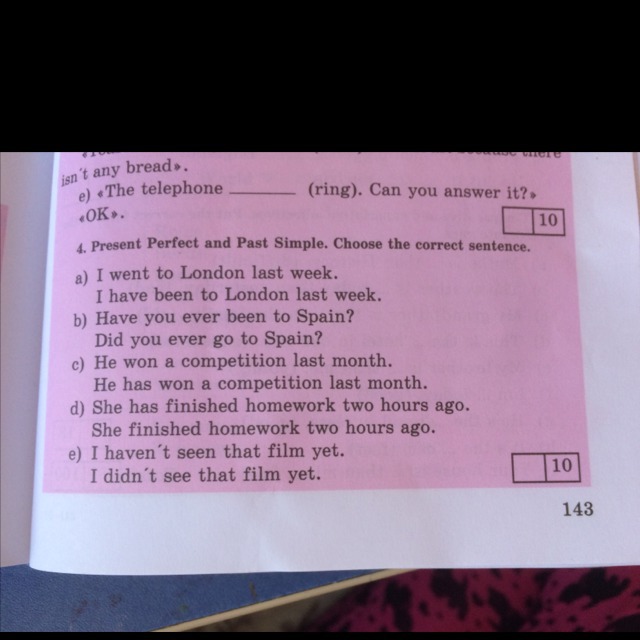 because there
isn´t any bread».
e) «The telephone ________ (ring). Can you answer it?»
«OK».
10
4. Present Perfect and Past Simple. Choose the correct sentence.
a) I went to London last week.
I have been to London last week.
b) Have you ever been to Spain?
Did you ever go to Spain?
c) He won a competition last month.
He has won a competition last month.
d) She has finished homework two hours ago.
She finished homework two hours ago.
e) I haven´t seen that film yet.
I didn´t see that film yet.
10
143